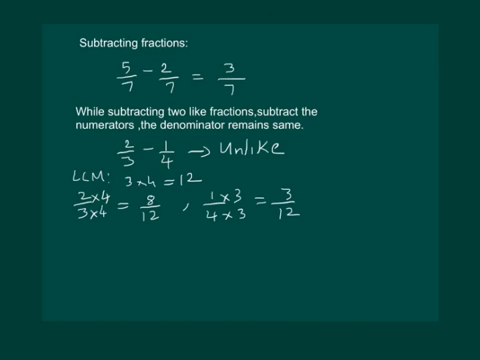 Subtracting fractions:
5/7 − 2/7 = 3/7
While subtracting two like fractions,subtract the
numerators ,the denominator remains same.
2/3 − 1/4 → Unlike
LCM: 3×4 = 12
2×4/3×4 = 8/12 , 1×3/4×3 = 3/12